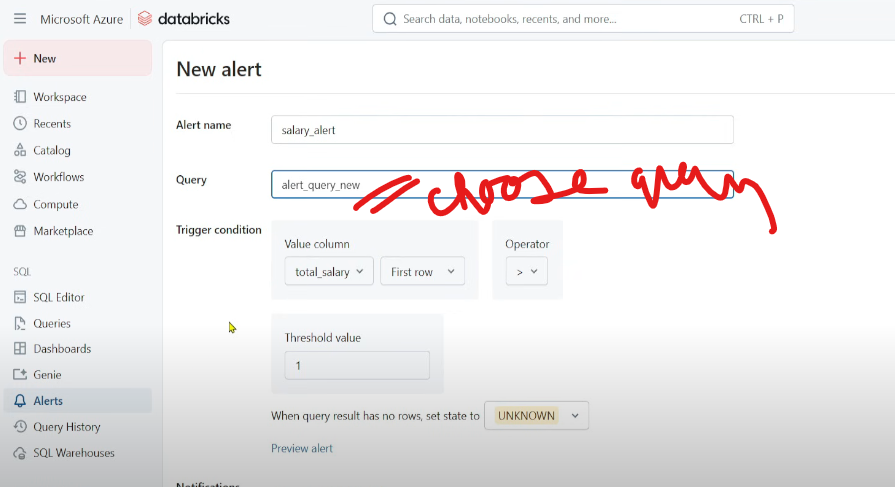 Microsoft Azure databricks Search data, notebooks, recents, and more... CTRL + P
New
Workspace
Recents
Catalog
Workflows
Compute
Marketplace
SQL
SQL Editor
Queries
Dashboards
Genie
Alerts
Query History
SQL Warehouses
New alert
Alert name salary_alert
Query alert_query_new = choose query
Trigger condition Value column Operator
total_salary First row >
Threshold value
1
When query result has no rows, set state to UNKNOWN
Preview alert
Notifications